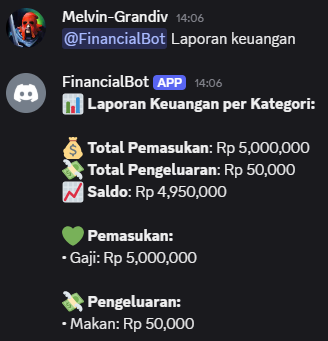 Melvin-Grandiv 14:06
@FinancialBot Laporan keuangan
FinancialBot APP 14:06
📊 Laporan Keuangan per Kategori:
💰 Total Pemasukan: Rp 5,000,000
💸 Total Pengeluaran: Rp 50,000
📈 Saldo: Rp 4,950,000
💚 Pemasukan:
• Gaji: Rp 5,000,000
💸 Pengeluaran:
• Makan: Rp 50,000